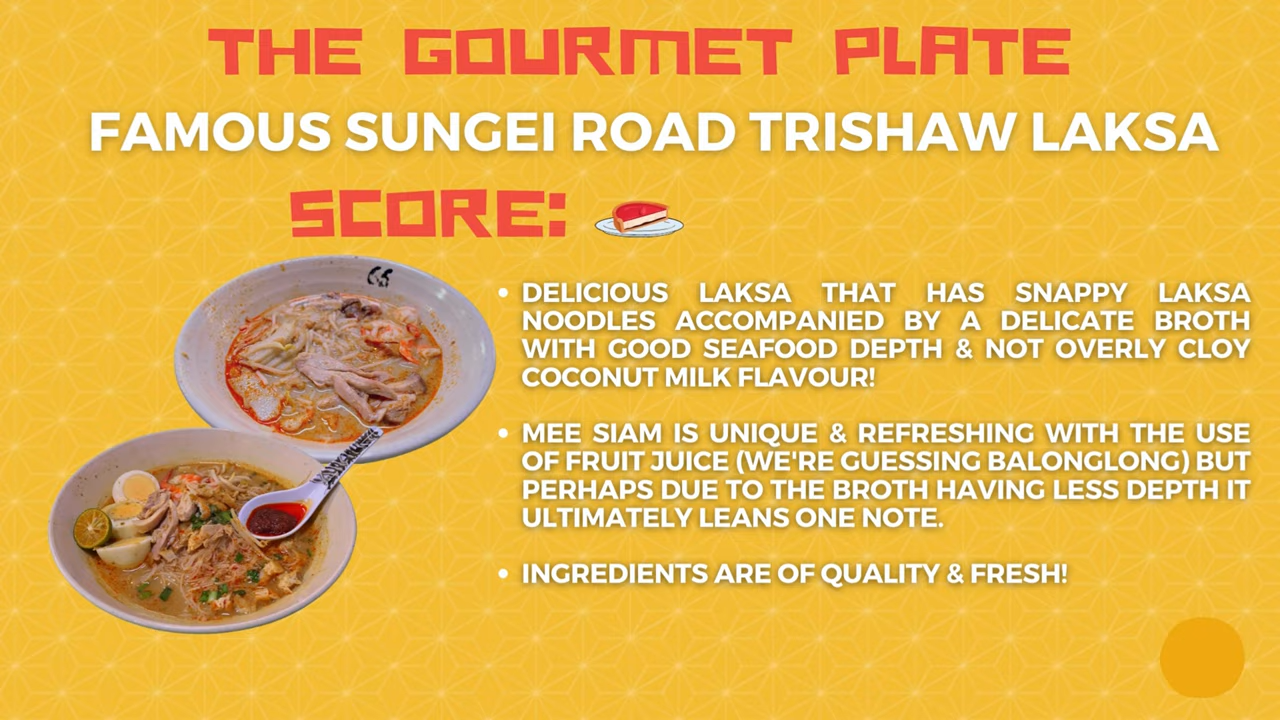 THE GOURMET PLATE
FAMOUS SUNGEI ROAD TRISHAW LAKSA
SCORE:
• DELICIOUS LAKSA THAT HAS SNAPPY LAKSA
NOODLES ACCOMPANIED BY A DELICATE BROTH
WITH GOOD SEAFOOD DEPTH & NOT OVERLY CLOY
COCONUT MILK FLAVOUR!
• MEE SIAM IS UNIQUE & REFRESHING WITH THE USE
OF FRUIT JUICE (WE'RE GUESSING BALONGLONG) BUT
PERHAPS DUE TO THE BROTH HAVING LESS DEPTH IT
ULTIMATELY LEANS ONE NOTE.
• INGREDIENTS ARE OF QUALITY & FRESH!